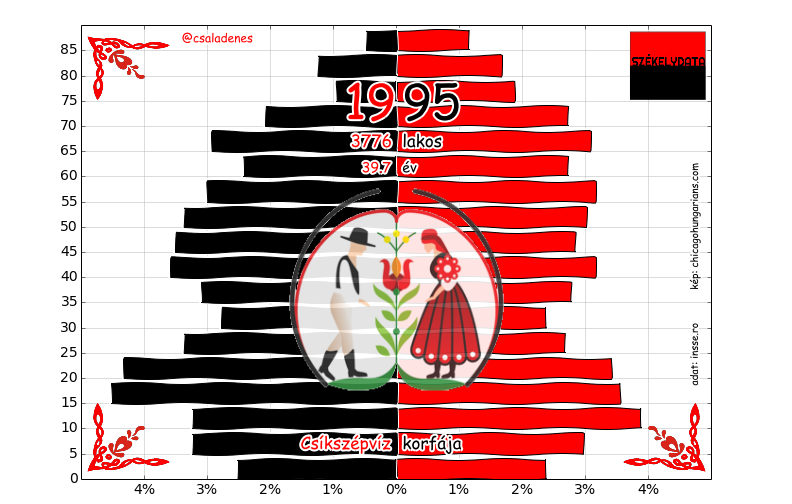 @csaladenes
SZÉKELYDATA
1995
3776 lakos
39.7 év
kép: chicagohungarians.com
adat: insse.ro
Csíkszépvíz korfája
85
80
75
70
65
60
55
50
45
40
35
30
25
20
15
10
5
0
4% 3% 2% 1% 0% 1% 2% 3% 4%